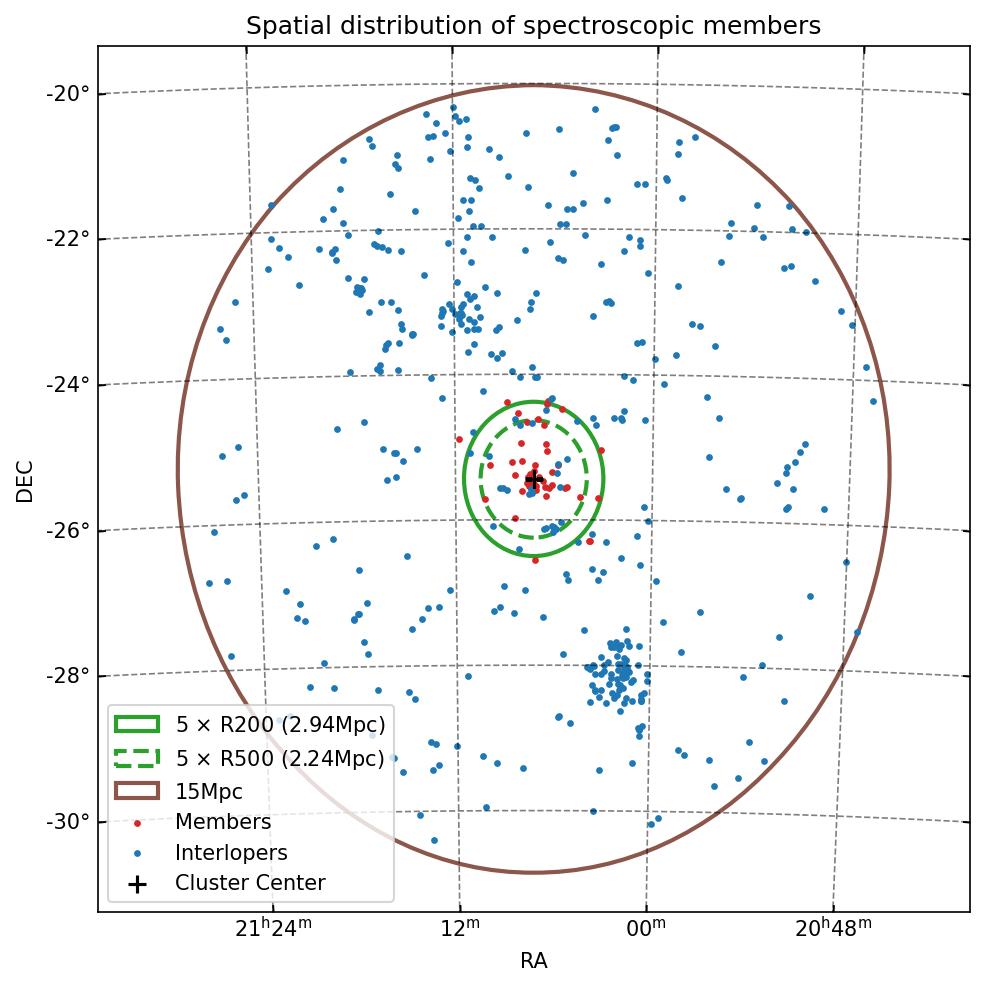 Spatial distribution of spectroscopic members
-20°
-22°
-24°
-26°
-28°
-30°
DEC
5 × R200 (2.94Mpc)
5 × R500 (2.24Mpc)
15Mpc
Members
Interlopers
Cluster Center
21h24m
12m
00m
20h48m
RA